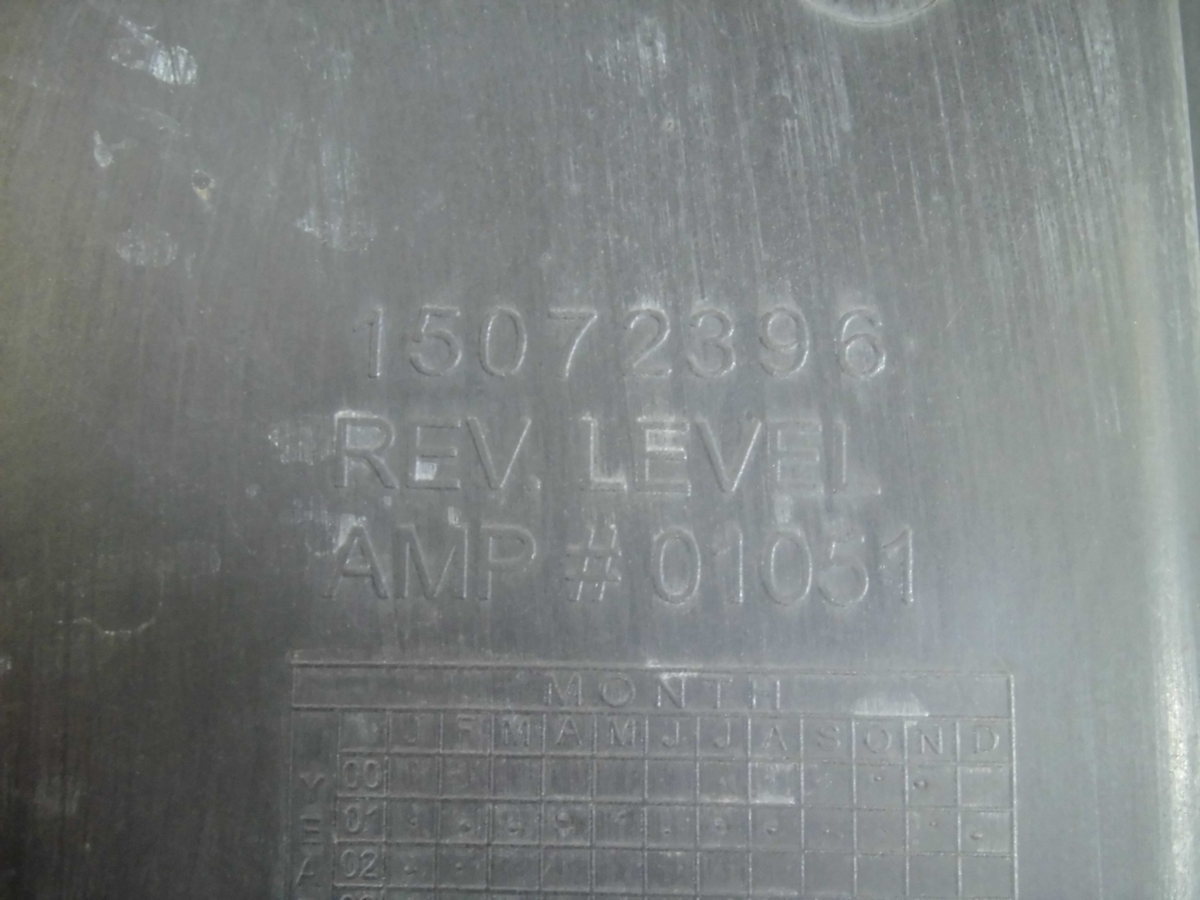 15072396
REV. LEVEL
AMP # 01051
MONTH
J F M A M J J A S O N D
Y 00
E 01
A 02